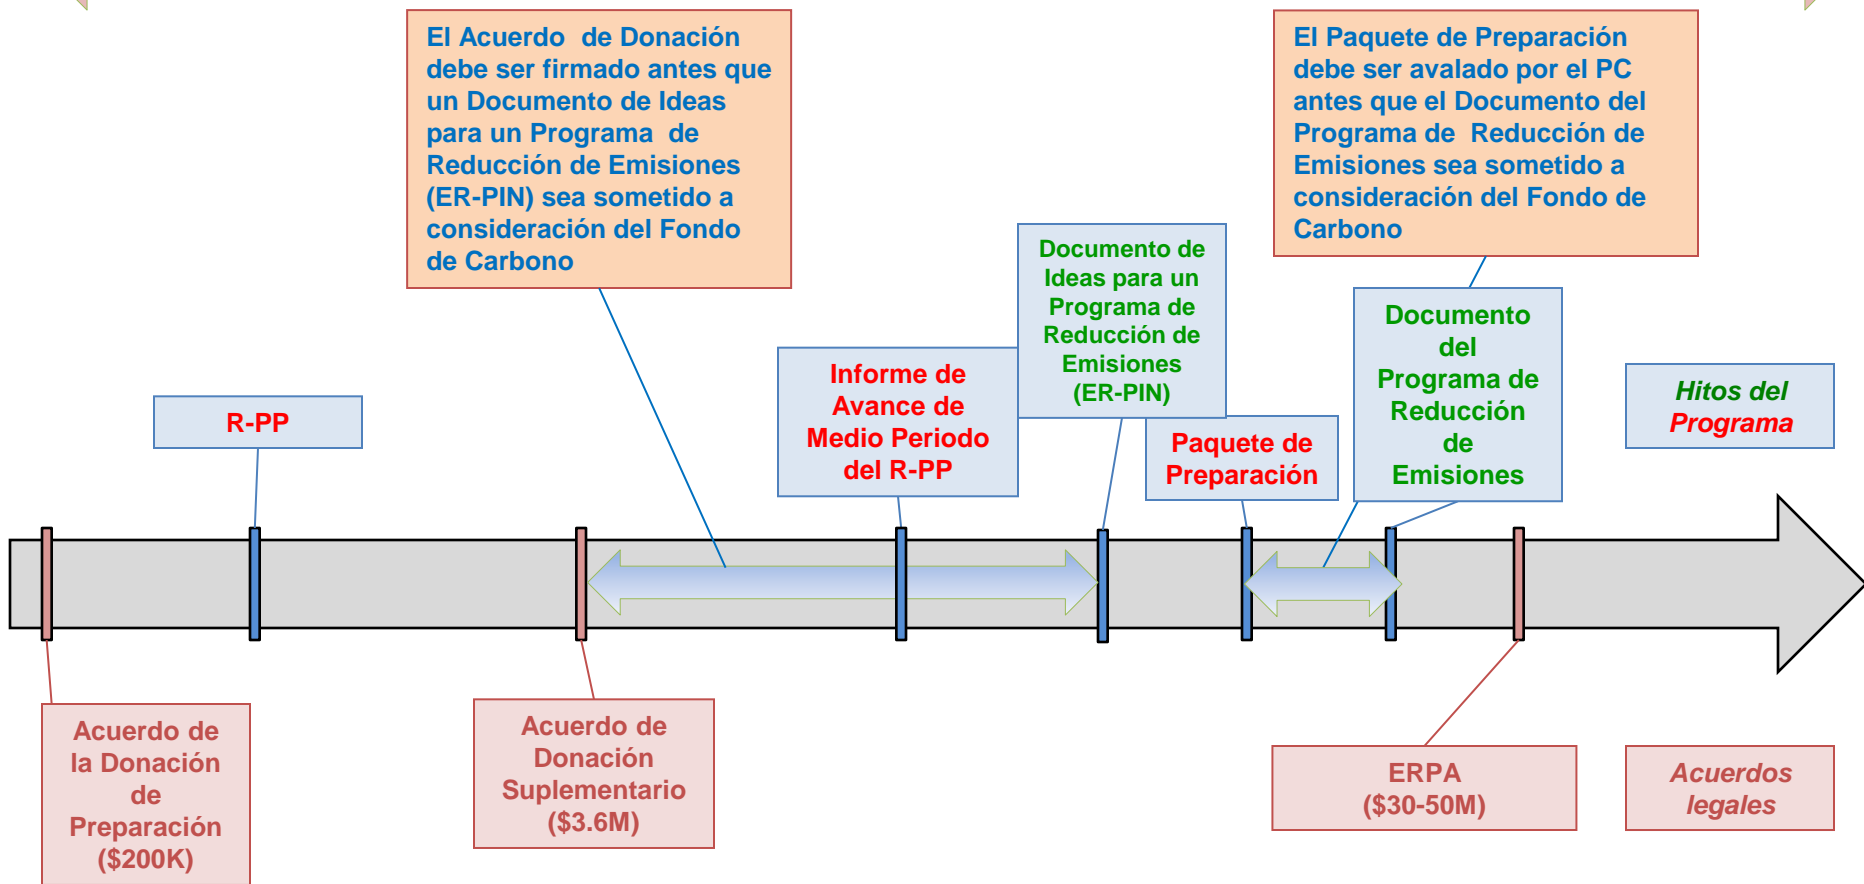 El Acuerdo de Donación
debe ser firmado antes que
un Documento de Ideas
para un Programa de
Reducción de Emisiones
(ER-PIN) sea sometido a
consideración del Fondo
de Carbono
El Paquete de Preparación
debe ser avalado por el PC
antes que el Documento del
Programa de Reducción de
Emisiones sea sometido a
consideración del Fondo de
Carbono
R-PP
Informe de
Avance de
Medio Periodo
del R-PP
Documento de
Ideas para un
Programa de
Reducción de
Emisiones
(ER-PIN)
Paquete de
Preparación
Documento
del
Programa de
Reducción
de
Emisiones
Hitos del
Programa
Acuerdo de
la Donación
de
Preparación
($200K)
Acuerdo de
Donación
Suplementario
($3.6M)
ERPA
($30-50M)
Acuerdos
legales